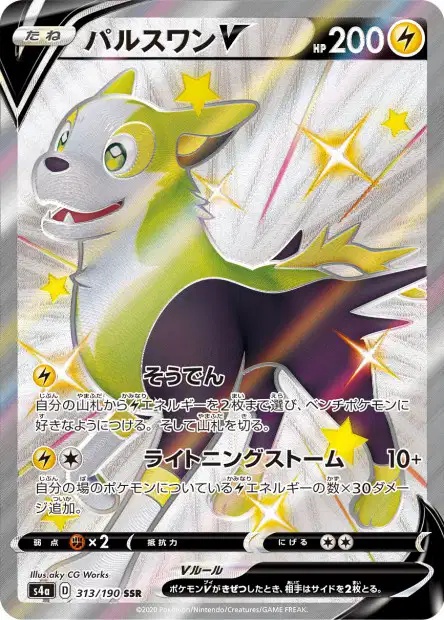 たね パルスワンV HP 200
そうでん
自分の山札からエネルギーを2枚まで選び、ベンチポケモンに
好きなようにつける。そして山札を切る。
ライトニングストーム 10+
自分の場のポケモンについているエネルギーの数×30ダメ
ージ追加。
弱点 ×2 抵抗力 にげる
Illus. aky CG Works
Vルール
ポケモンVがきぜつしたとき、相手はサイドを2枚とる。
s4a D 313/190 SSR
©2020 Pokémon/Nintendo/Creatures/GAME FREAK.